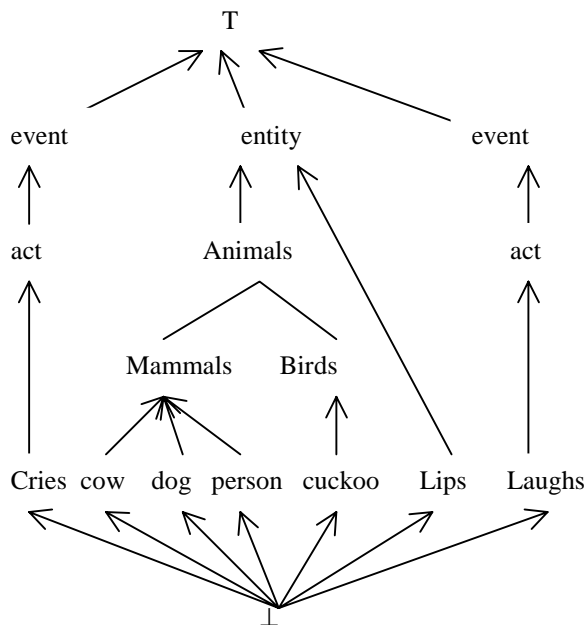 T
event entity event
act Animals act
Mammals Birds
Cries cow dog person cuckoo Lips Laughs
⊥